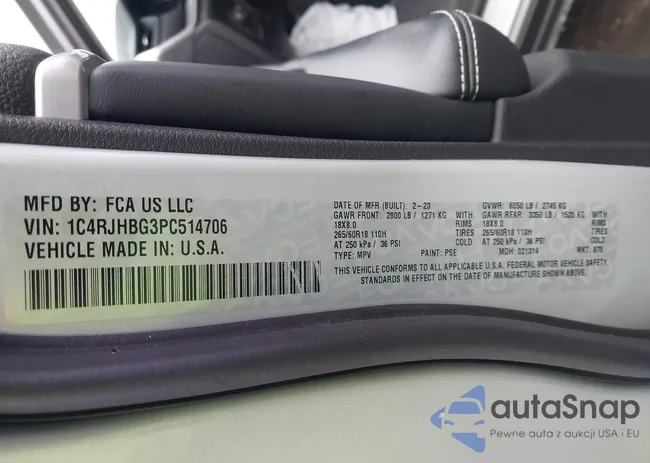 MFD BY: FCA US LLC
VIN: 1C4RJHBG3PC514706
VEHICLE MADE IN: U.S.A.
DATE OF MFR (BUILT): 2-23 GVWR: 6050 LB / 2745 KG
GAWR FRONT: 2800 LB / 1271 KG GAWR REAR: 3350 LB / 1520 KG
18X8.0 RIMS 18X8.0 RIMS
265/60R18 110H TIRES 265/60R18 110H TIRES
AT 250 kPa / 36 PSI AT 250 kPa / 36 PSI
TYPE: MPV PAINT: PSE MDH: 021314 MKT: 875
THIS VEHICLE CONFORMS TO ALL APPLICABLE U.S.A. FEDERAL MOTOR VEHICLE SAFETY
STANDARDS IN EFFECT ON THE DATE OF MANUFACTURE SHOWN ABOVE.
autaSnap
Pewne auta z aukcji USA i EU